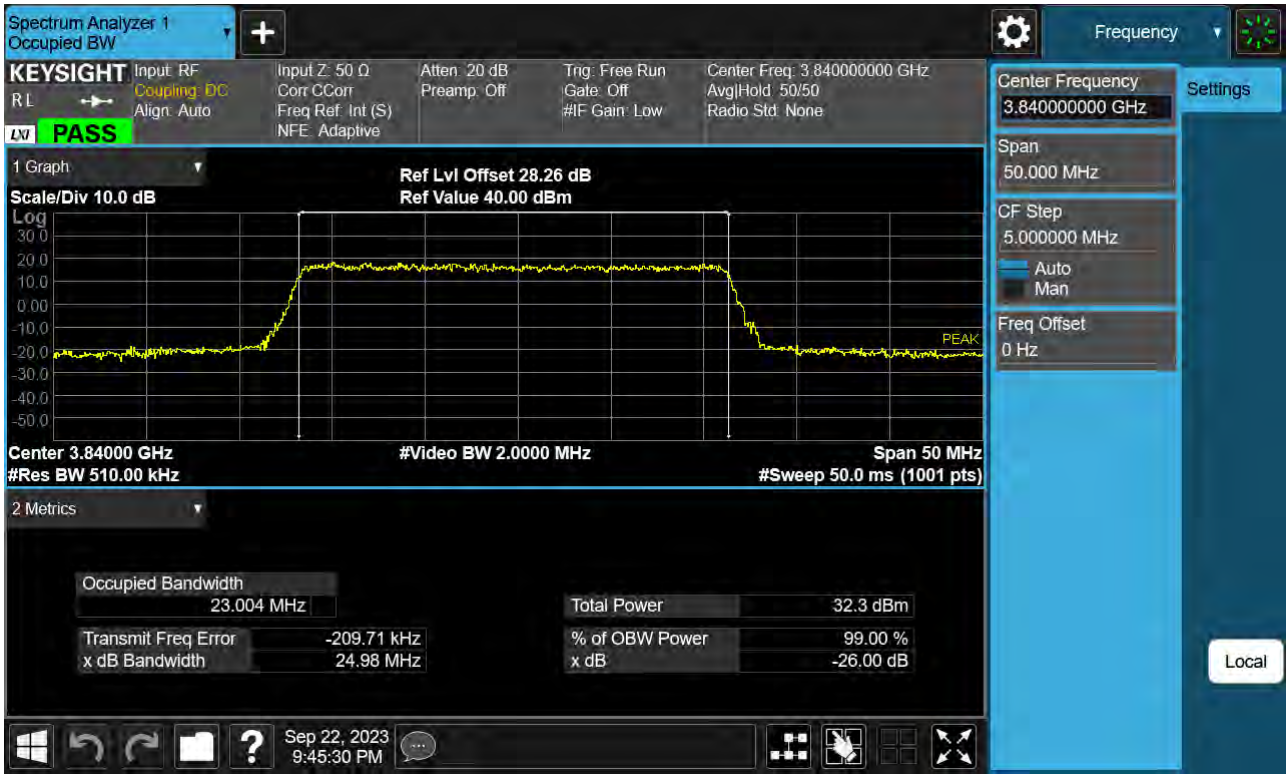 Spectrum Analyzer 1
Occupied BW
Frequency
KEYSIGHT
RL
LXI
PASS
Input: RF
Coupling: DC
Align: Auto
Input Z: 50 Ω
Corr CCorr
Freq Ref: Int (S)
NFE: Adaptive
Atten: 20 dB
Preamp: Off
Trig: Free Run
Gate: Off
#IF Gain: Low
Center Freq: 3.840000000 GHz
Avg|Hold: 50/50
Radio Std: None
Center Frequency
3.840000000 GHz
Settings
Span
50.000 MHz
CF Step
5.000000 MHz
Auto
Man
Freq Offset
0 Hz
Local
1 Graph
Ref Lvl Offset 28.26 dB
Scale/Div 10.0 dB
Ref Value 40.00 dBm
Log
30.0
20.0
10.0
0.00
-10.0
-20.0
-30.0
-40.0
-50.0
PEAK
Center 3.84000 GHz
#Video BW 2.0000 MHz
Span 50 MHz
#Res BW 510.00 kHz
#Sweep 50.0 ms (1001 pts)
2 Metrics
Occupied Bandwidth
23.004 MHz
Total Power 32.3 dBm
Transmit Freq Error -209.71 kHz
% of OBW Power 99.00 %
x dB Bandwidth 24.98 MHz
x dB -26.00 dB
?
Sep 22, 2023
9:45:30 PM